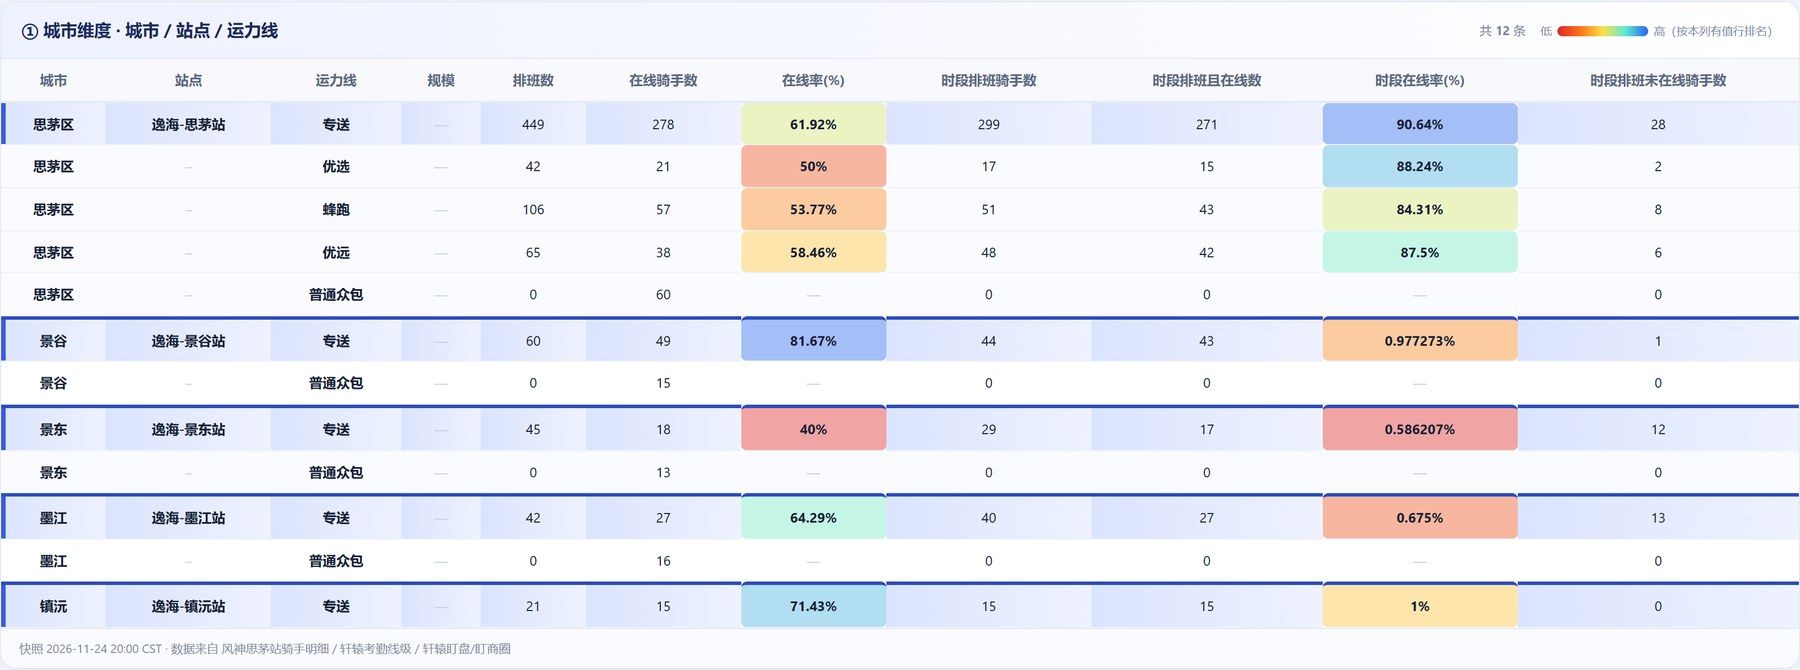 ① 城市维度 · 城市 / 站点 / 运力线
共 12 条 低 高 (按本列有值行排名)
城市 站点 运力线 规模 排班数 在线骑手数 在线率(%) 时段排班骑手数 时段排班且在线数 时段在线率(%) 时段排班未在线骑手数
思茅区 逸海-思茅站 专送 — 449 278 61.92% 299 271 90.64% 28
思茅区 – 优选 — 42 21 50% 17 15 88.24% 2
思茅区 – 蜂跑 — 106 57 53.77% 51 43 84.31% 8
思茅区 – 优远 — 65 38 58.46% 48 42 87.5% 6
思茅区 – 普通众包 — 0 60 — 0 0 — 0
景谷 逸海-景谷站 专送 — 60 49 81.67% 44 43 0.977273% 1
景谷 – 普通众包 — 0 15 — 0 0 — 0
景东 逸海-景东站 专送 — 45 18 40% 29 17 0.586207% 12
景东 – 普通众包 — 0 13 — 0 0 — 0
墨江 逸海-墨江站 专送 — 42 27 64.29% 40 27 0.675% 13
墨江 – 普通众包 — 0 16 — 0 0 — 0
镇沅 逸海-镇沅站 专送 — 21 15 71.43% 15 15 1% 0
快照 2026-11-24 20:00 CST · 数据来自 风神思茅站骑手明细 / 轩辕考勤线级 / 轩辕盯盘/盯商圈